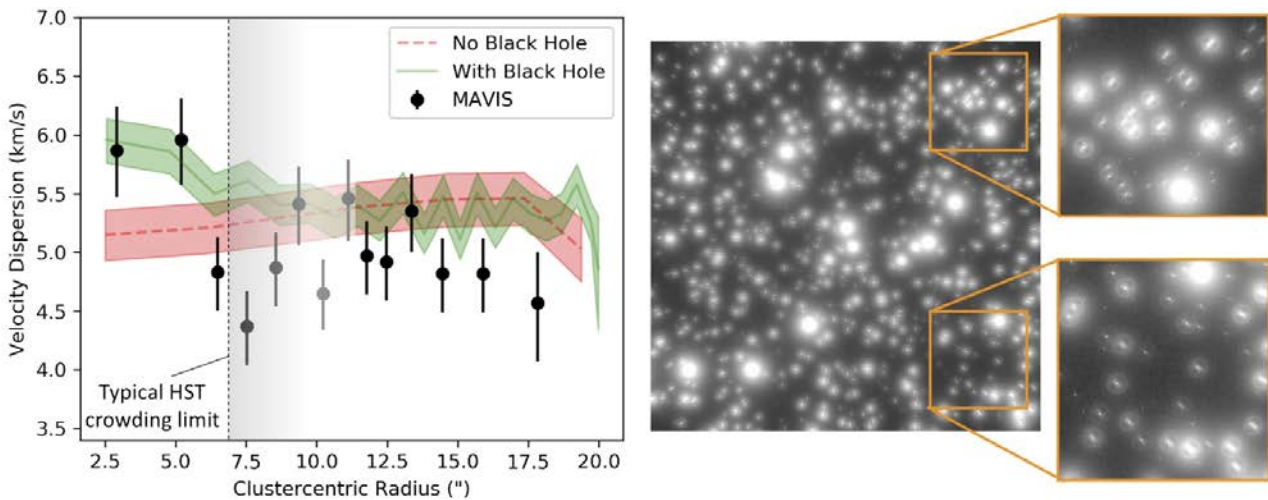 7.0
6.5
6.0
5.5
5.0
4.5
4.0
3.5
Velocity Dispersion (km/s)
No Black Hole
With Black Hole
MAVIS
Typical HST
crowding limit
2.5 5.0 7.5 10.0 12.5 15.0 17.5 20.0
Clustercentric Radius (")